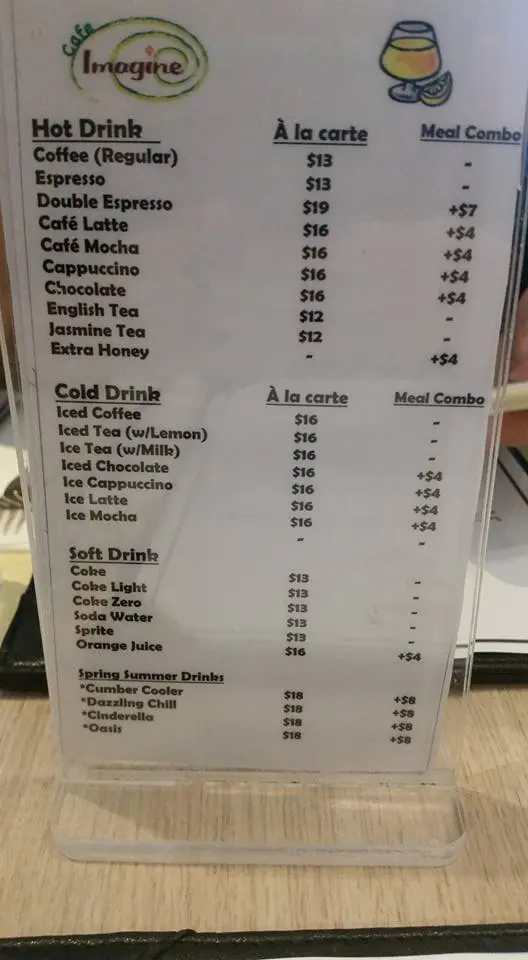 Cafe
Imagine
Hot Drink À la carte Meal Combo
Coffee (Regular) $13 -
Espresso $13 -
Double Espresso $19 +$7
Café Latte $16 +$4
Café Mocha $16 +$4
Cappuccino $16 +$4
Chocolate $16 +$4
English Tea $12 -
Jasmine Tea $12 -
Extra Honey - +$4
Cold Drink À la carte Meal Combo
Iced Coffee $16 -
Iced Tea (w/Lemon) $16 -
Ice Tea (w/Milk) $16 -
Iced Chocolate $16 +$4
Ice Cappuccino $16 +$4
Ice Latte $16 +$4
Ice Mocha $16 +$4
- -
Soft Drink
Coke $13 -
Coke Light $13 -
Coke Zero $13 -
Soda Water $13 -
Sprite $13 -
Orange Juice $16 +$4
Spring Summer Drinks
*Cumber Cooler $18 +$8
*Dazzling Chill $18 +$8
*Cinderella $18 +$8
*Oasis $18 +$8